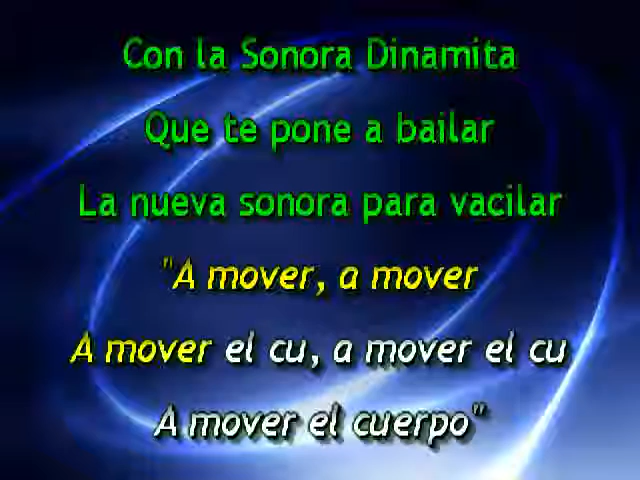 Con la Sonora Dinamita
Que te pone a bailar
La nueva sonora para vacilar
"A mover, a mover
A mover el cu, a mover el cu
A mover el cuerpo"